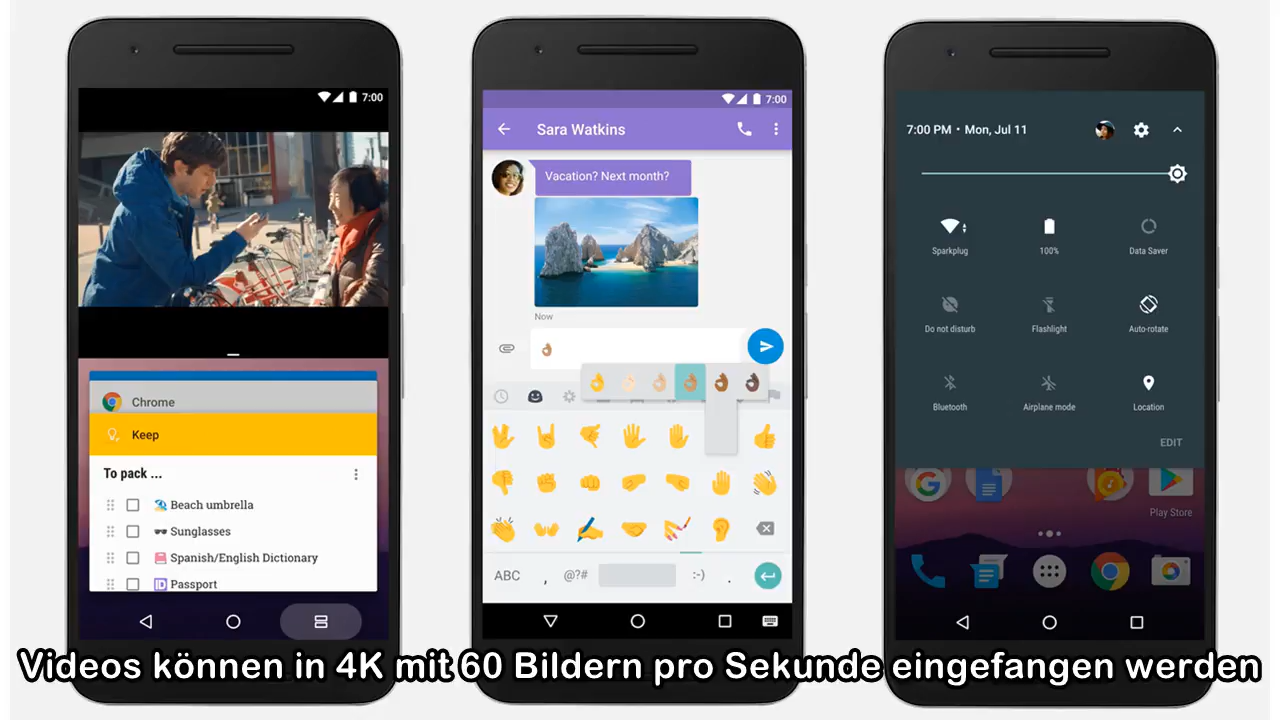 7:00
Chrome
Keep
To pack ...
Beach umbrella
Sunglasses
Spanish/English Dictionary
Passport
7:00
Sara Watkins
Vacation? Next month?
Now
ABC , @?# :-) .
7:00 PM • Mon, Jul 11
Sparkplug 100% Data Saver
Do not disturb Flashlight Auto-rotate
Bluetooth Airplane mode Location
EDIT
Play Store
Videos können in 4K mit 60 Bildern pro Sekunde eingefangen werden